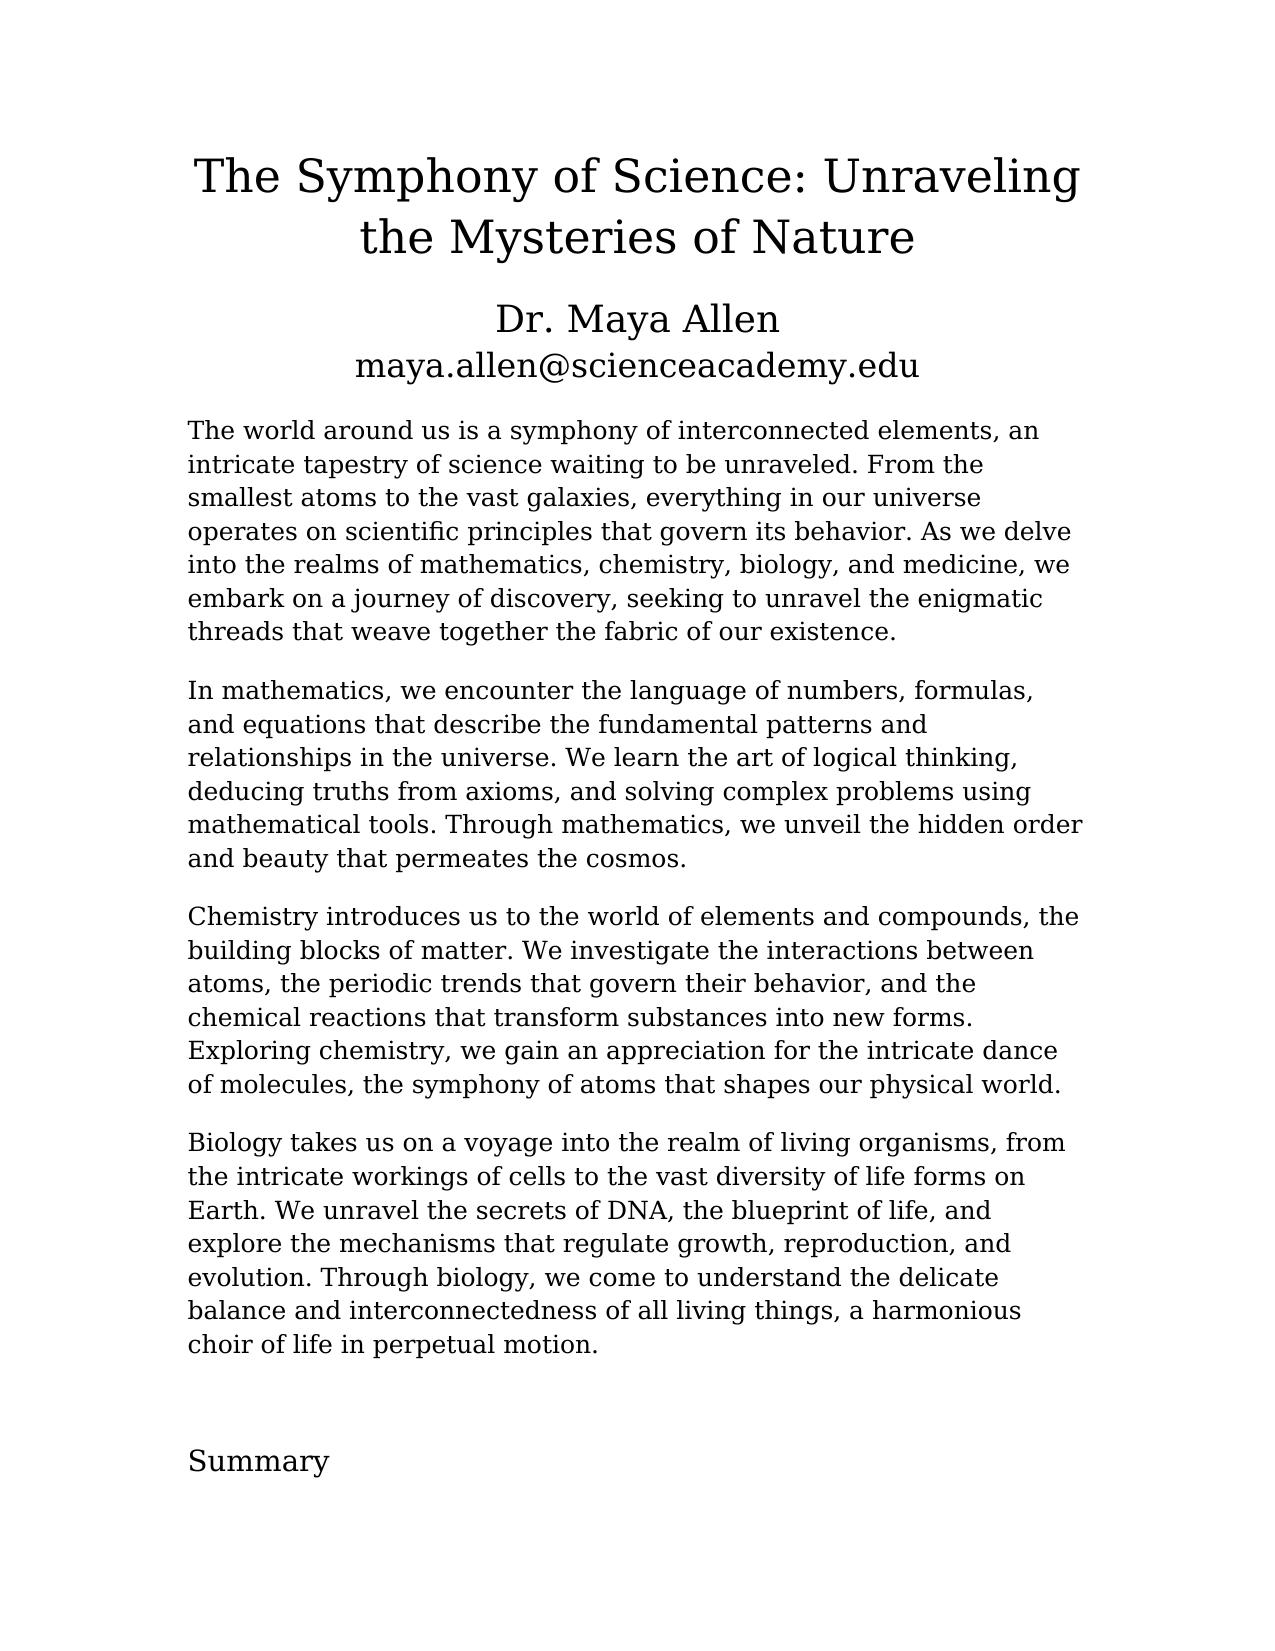 The Symphony of Science: Unraveling
the Mysteries of Nature
Dr. Maya Allen
maya.allen@scienceacademy.edu
The world around us is a symphony of interconnected elements, an
intricate tapestry of science waiting to be unraveled. From the
smallest atoms to the vast galaxies, everything in our universe
operates on scientific principles that govern its behavior. As we delve
into the realms of mathematics, chemistry, biology, and medicine, we
embark on a journey of discovery, seeking to unravel the enigmatic
threads that weave together the fabric of our existence.
In mathematics, we encounter the language of numbers, formulas,
and equations that describe the fundamental patterns and
relationships in the universe. We learn the art of logical thinking,
deducing truths from axioms, and solving complex problems using
mathematical tools. Through mathematics, we unveil the hidden order
and beauty that permeates the cosmos.
Chemistry introduces us to the world of elements and compounds, the
building blocks of matter. We investigate the interactions between
atoms, the periodic trends that govern their behavior, and the
chemical reactions that transform substances into new forms.
Exploring chemistry, we gain an appreciation for the intricate dance
of molecules, the symphony of atoms that shapes our physical world.
Biology takes us on a voyage into the realm of living organisms, from
the intricate workings of cells to the vast diversity of life forms on
Earth. We unravel the secrets of DNA, the blueprint of life, and
explore the mechanisms that regulate growth, reproduction, and
evolution. Through biology, we come to understand the delicate
balance and interconnectedness of all living things, a harmonious
choir of life in perpetual motion.
Summary